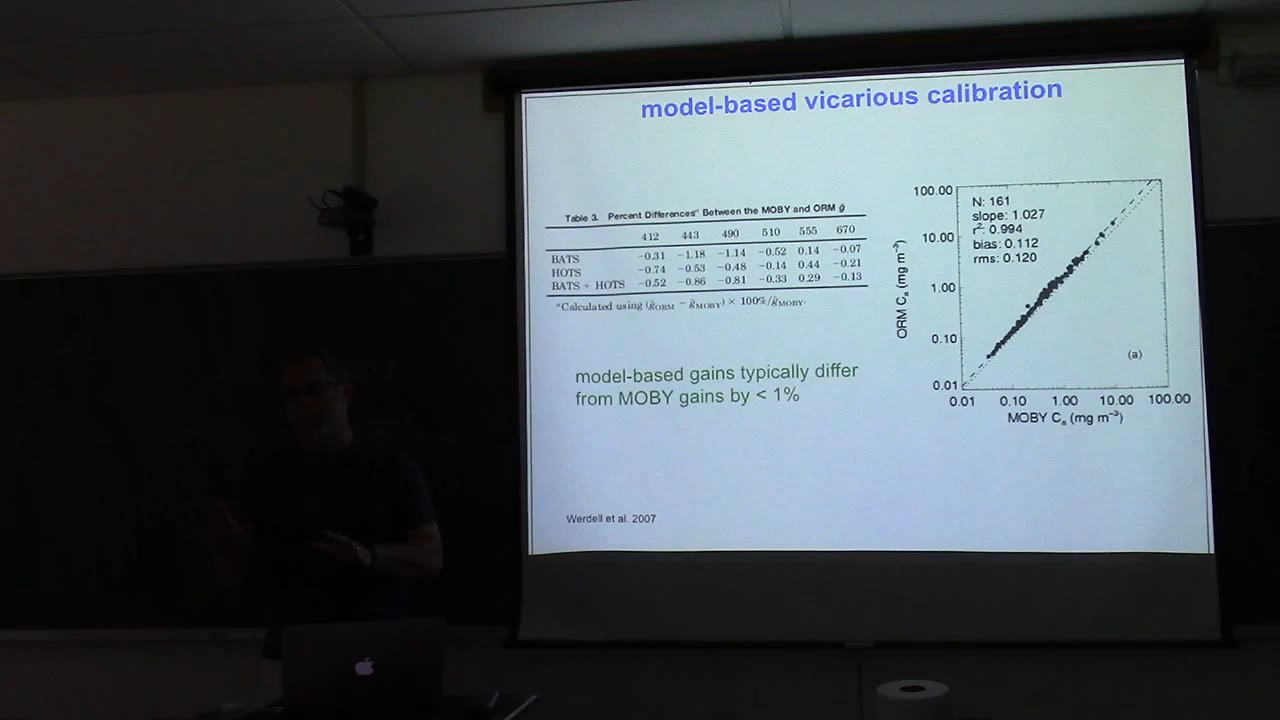 model-based vicarious calibration
Table 3. Percent Differencesᵃ Between the MOBY and ORM ḡ
412 443 490 510 555 670
BATS −0.31 −1.18 −1.14 −0.52 0.14 −0.07
HOTS −0.74 −0.53 −0.48 −0.14 0.44 −0.21
BATS + HOTS −0.52 −0.86 −0.81 −0.33 0.29 −0.13
ᵃCalculated using (ḡORM − ḡMOBY) × 100%/ḡMOBY.
model-based gains typically differ
from MOBY gains by < 1%
Werdell et al. 2007
N: 161
slope: 1.027
r²: 0.994
bias: 0.112
rms: 0.120
(a)
100.00
10.00
1.00
0.10
0.01
ORM Cₐ (mg m⁻³)
0.01 0.10 1.00 10.00 100.00
MOBY Cₐ (mg m⁻³)